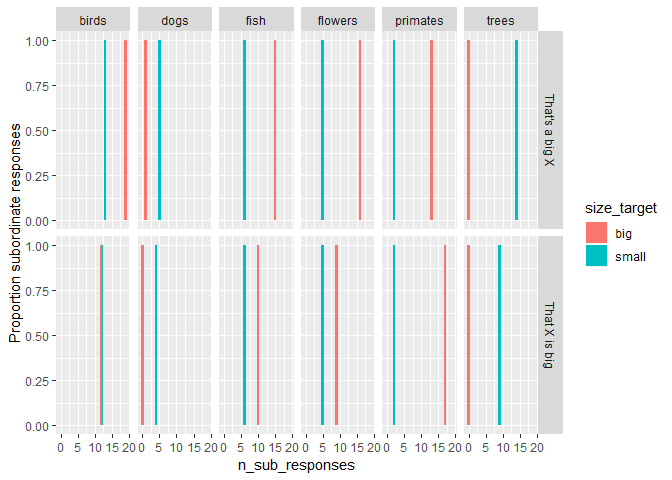 birds dogs fish flowers primates trees
1.00
0.75
0.50
0.25
0.00
That's a big X
1.00
0.75
0.50
0.25
0.00
That X is big
Proportion subordinate responses
0 5 10 15 20 0 5 10 15 20 0 5 10 15 20 0 5 10 15 20 0 5 10 15 20 0 5 10 15 20
n_sub_responses
size_target
big
small